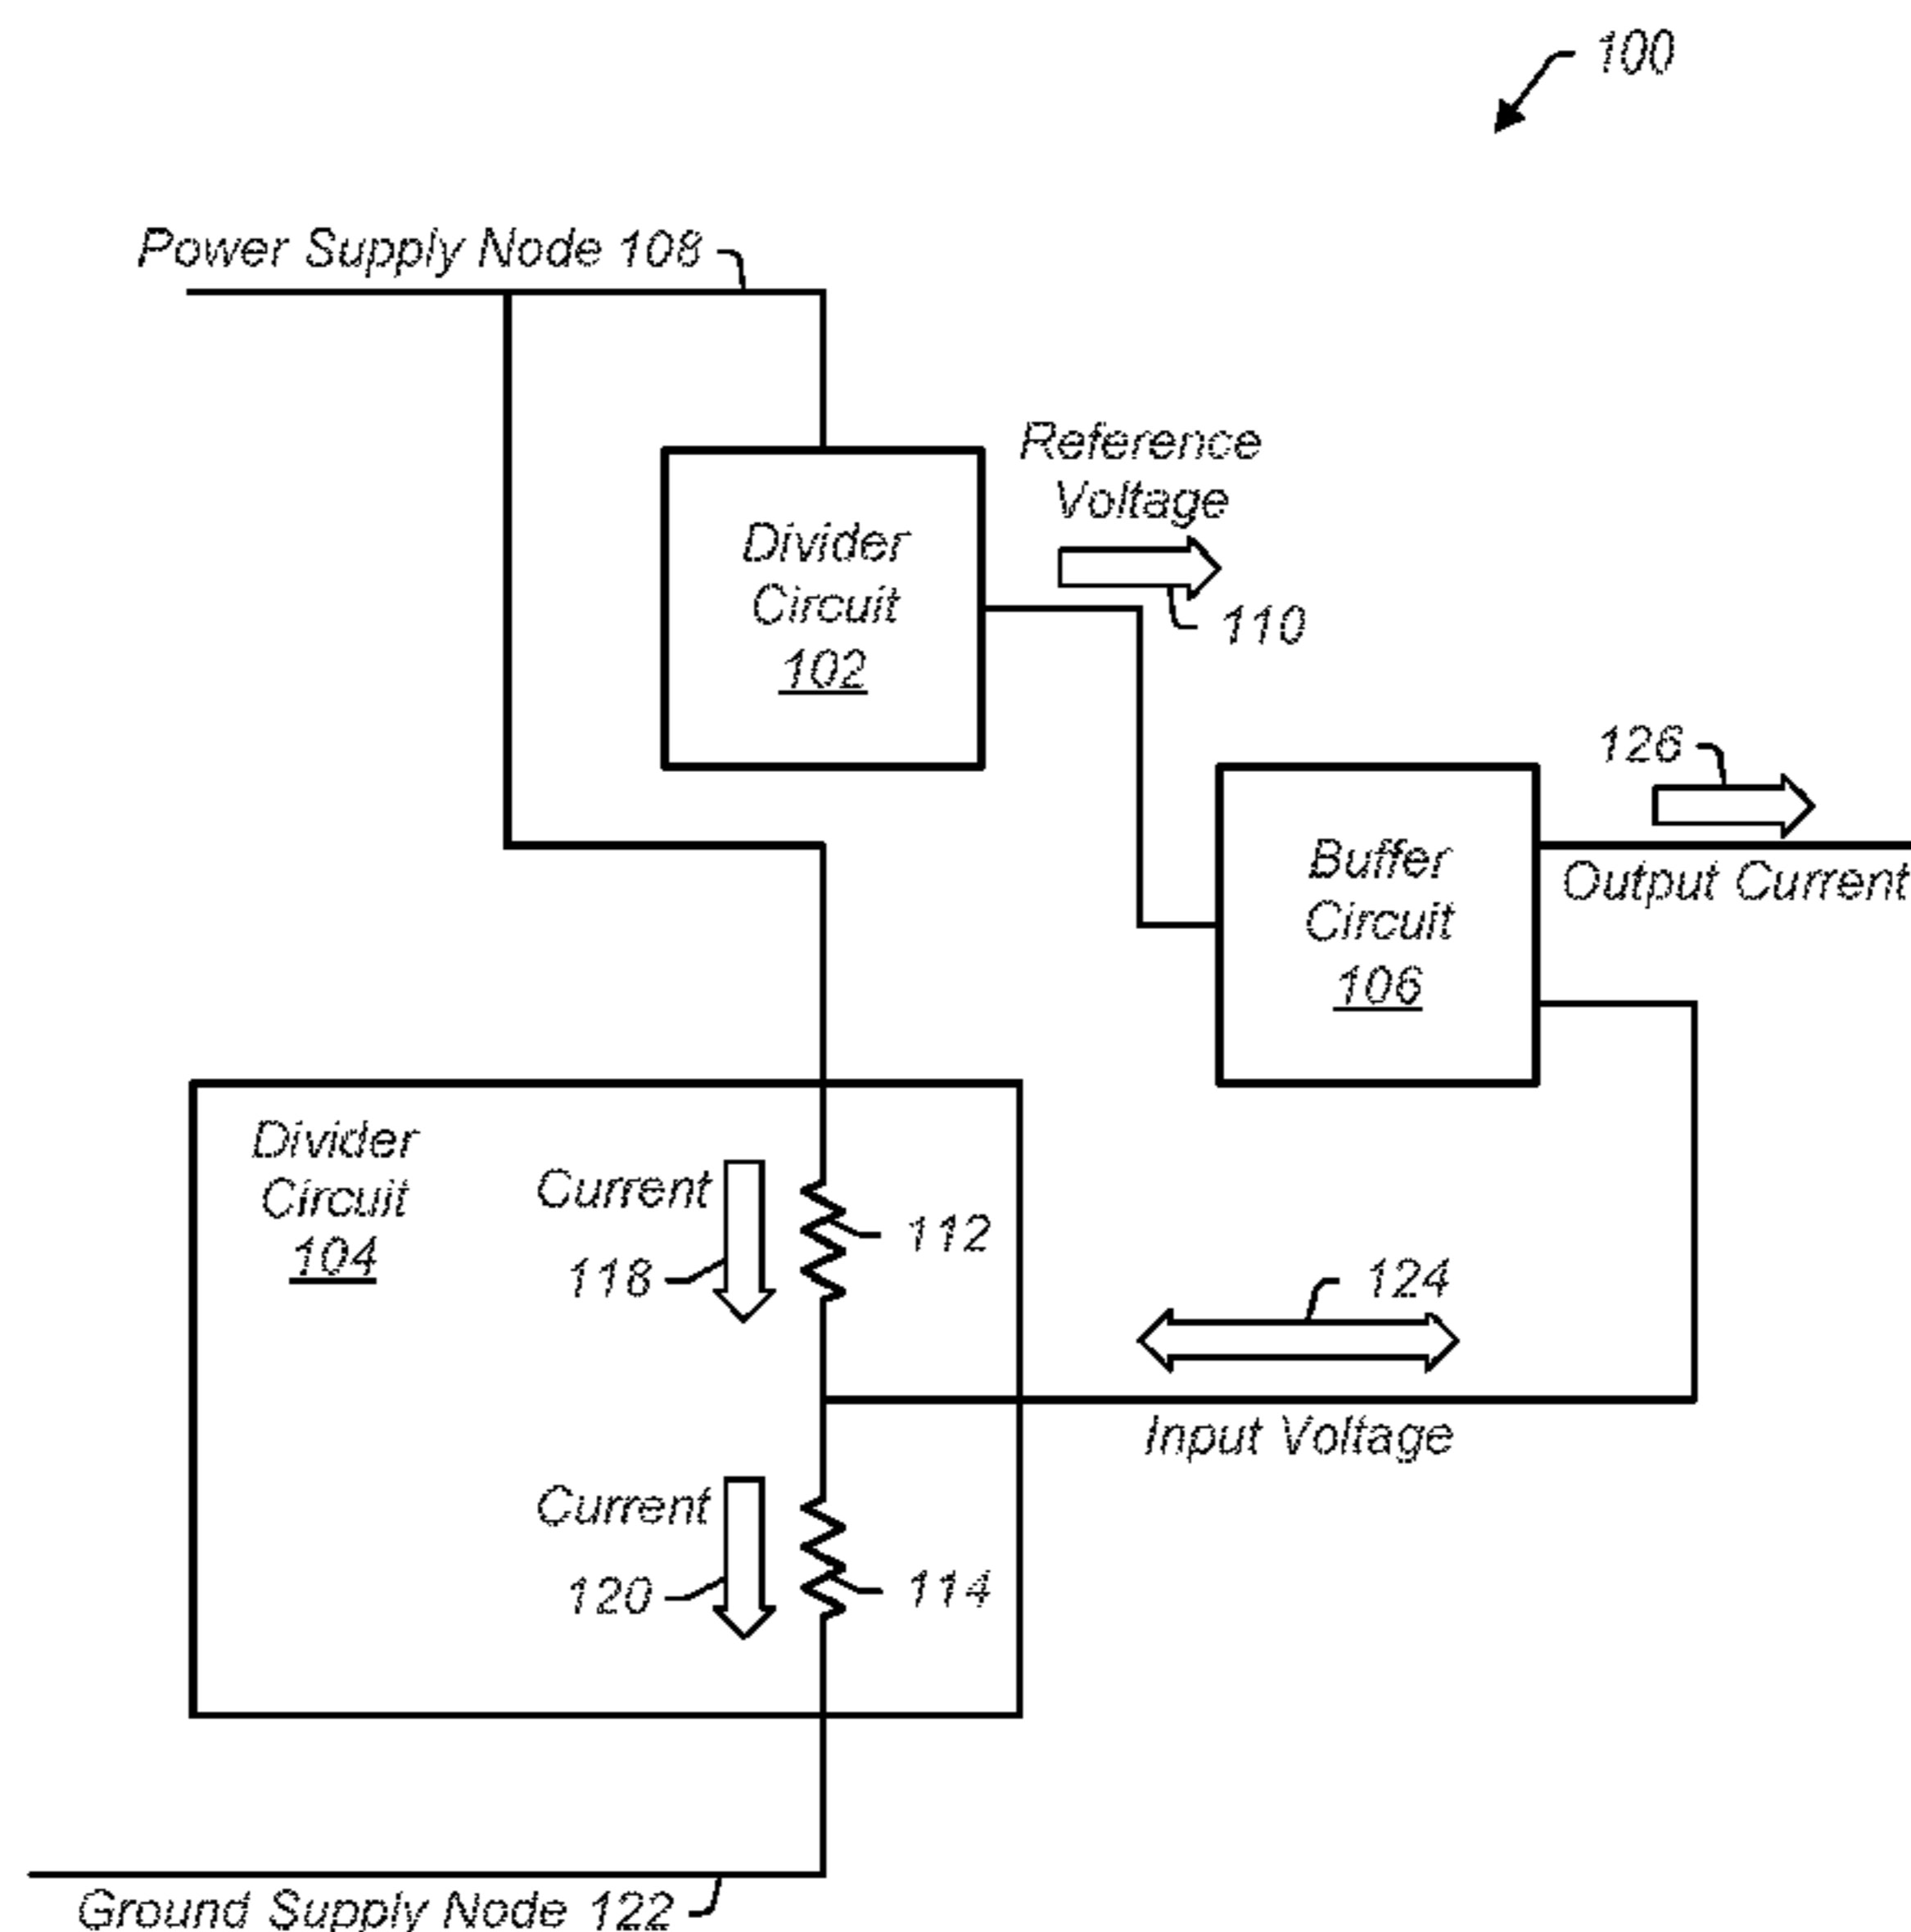 100
Power Supply Node 108
Reference
Voltage
110
Divider
Circuit
102
126
Output Current
Buffer
Circuit
106
Divider
Circuit
104
Current
118
112
124
Input Voltage
Current
120
114
Ground Supply Node 122